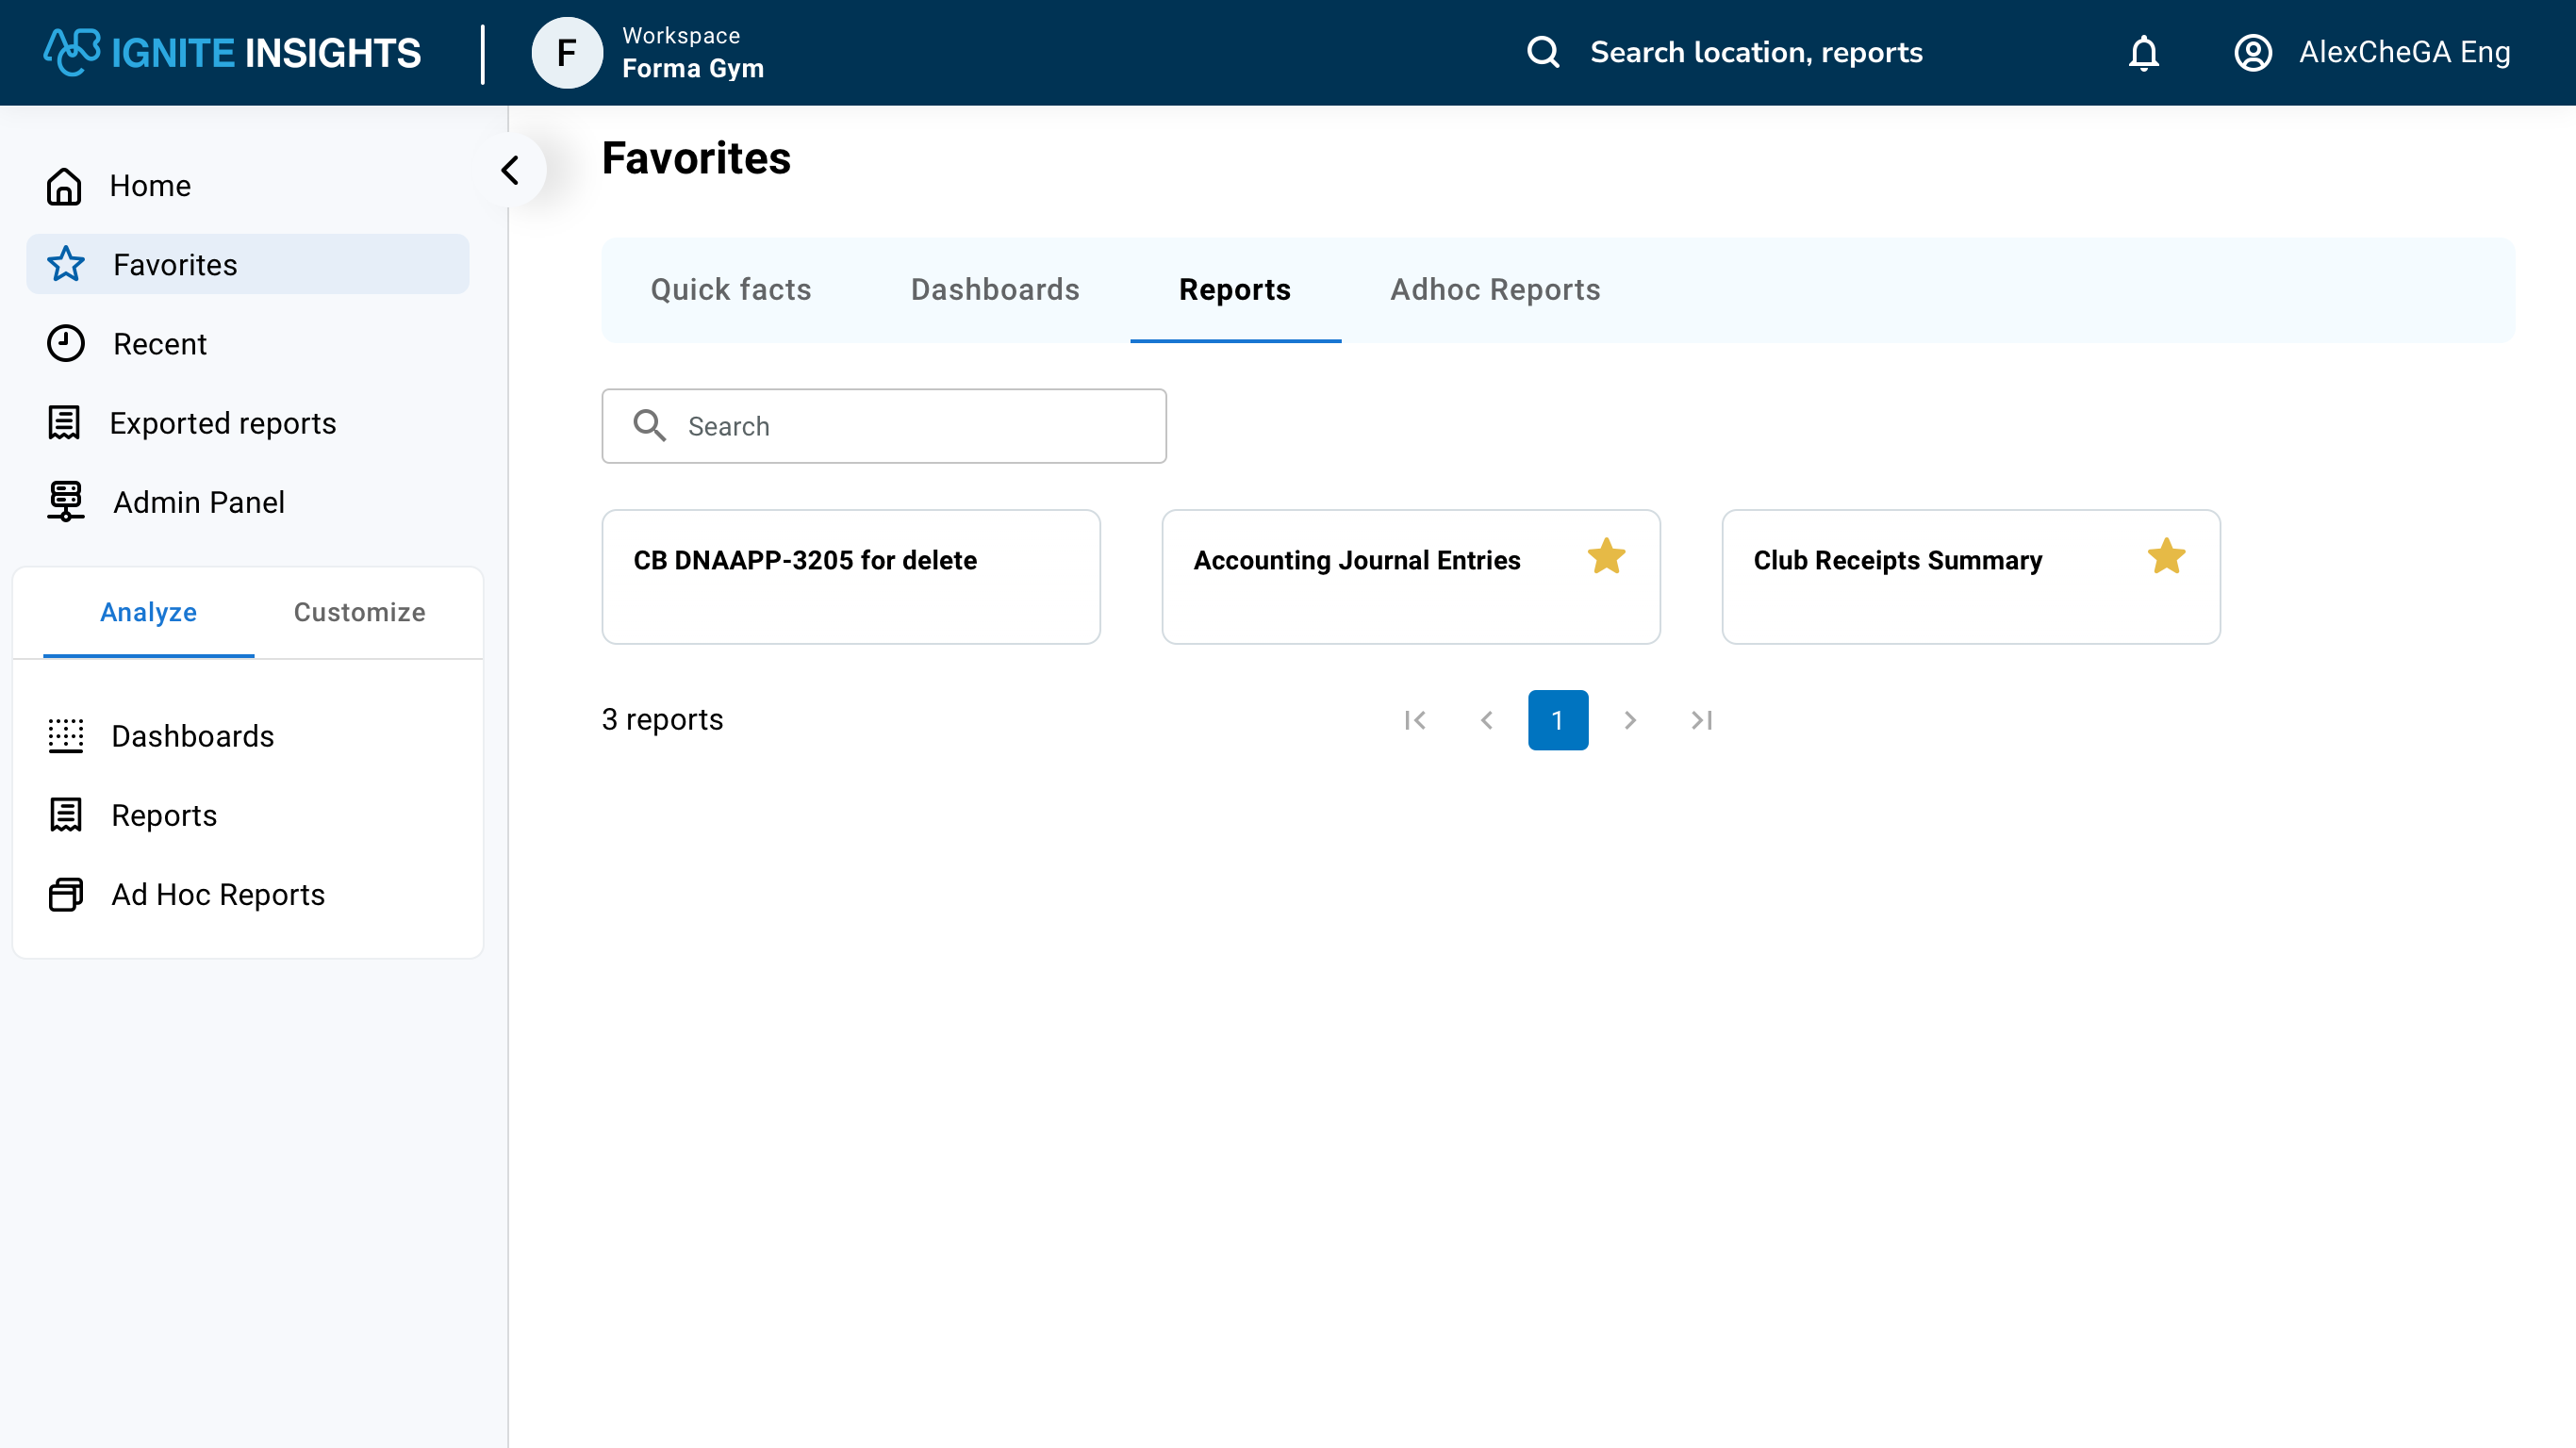 ABC IGNITE INSIGHTS
F
Workspace
Forma Gym
Search location, reports
AlexCheGA Eng
Home
Favorites
Recent
Exported reports
Admin Panel
Analyze
Customize
Dashboards
Reports
Ad Hoc Reports
Favorites
Quick facts
Dashboards
Reports
Adhoc Reports
Search
CB DNAAPP-3205 for delete
Accounting Journal Entries
Club Receipts Summary
3 reports
1